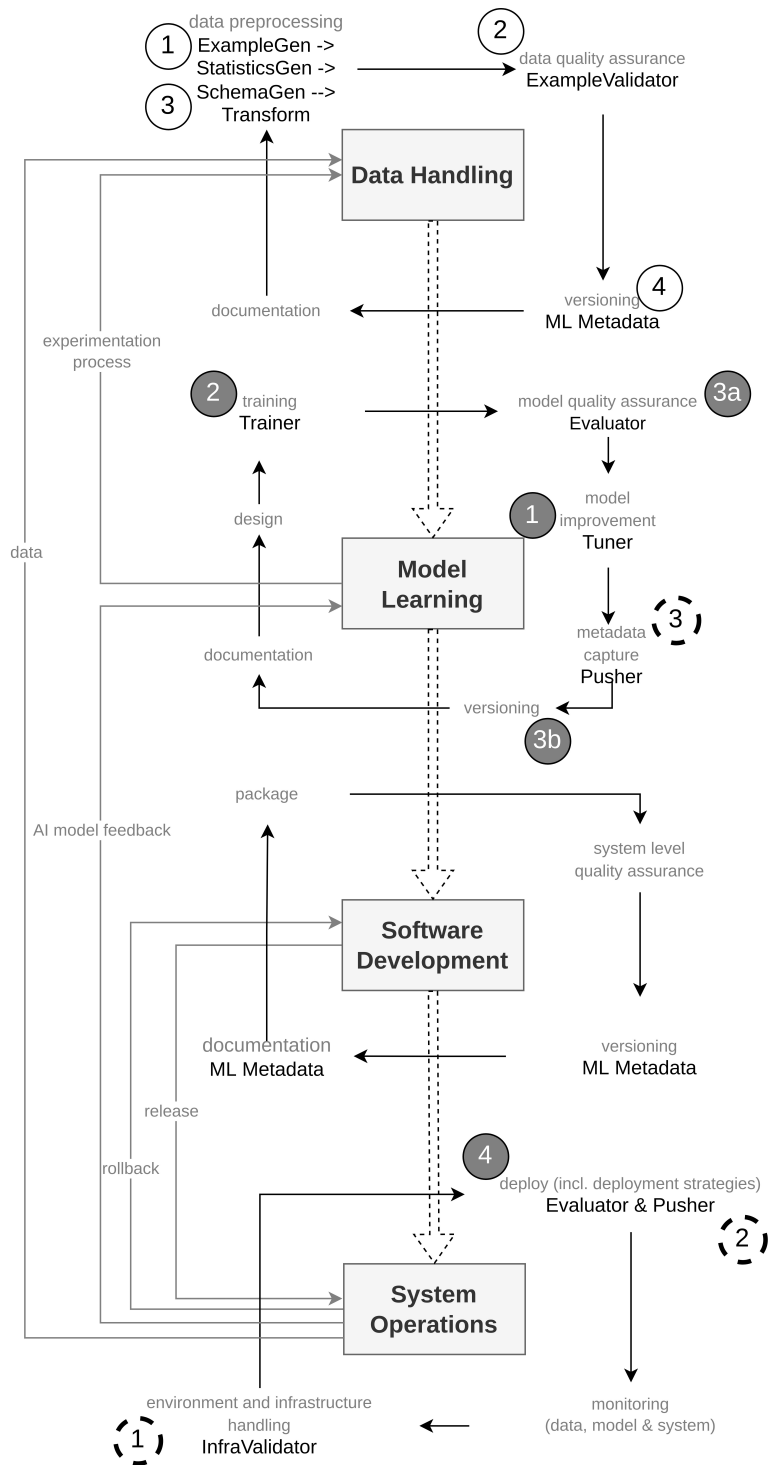 data preprocessing
1
ExampleGen ->
StatisticsGen ->
3
SchemaGen -->
Transform
2
data quality assurance
ExampleValidator
Data Handling
documentation
4
versioning
ML Metadata
experimentation
process
2
training
Trainer
model quality assurance
3a
Evaluator
design
1
model
improvement
Tuner
data
Model
Learning
documentation
3
metadata
capture
Pusher
versioning
3b
package
AI model feedback
system level
quality assurance
Software
Development
documentation
ML Metadata
versioning
ML Metadata
release
rollback
4
deploy (incl. deployment strategies)
Evaluator & Pusher
2
System
Operations
environment and infrastructure
handling
1
InfraValidator
monitoring
(data, model & system)